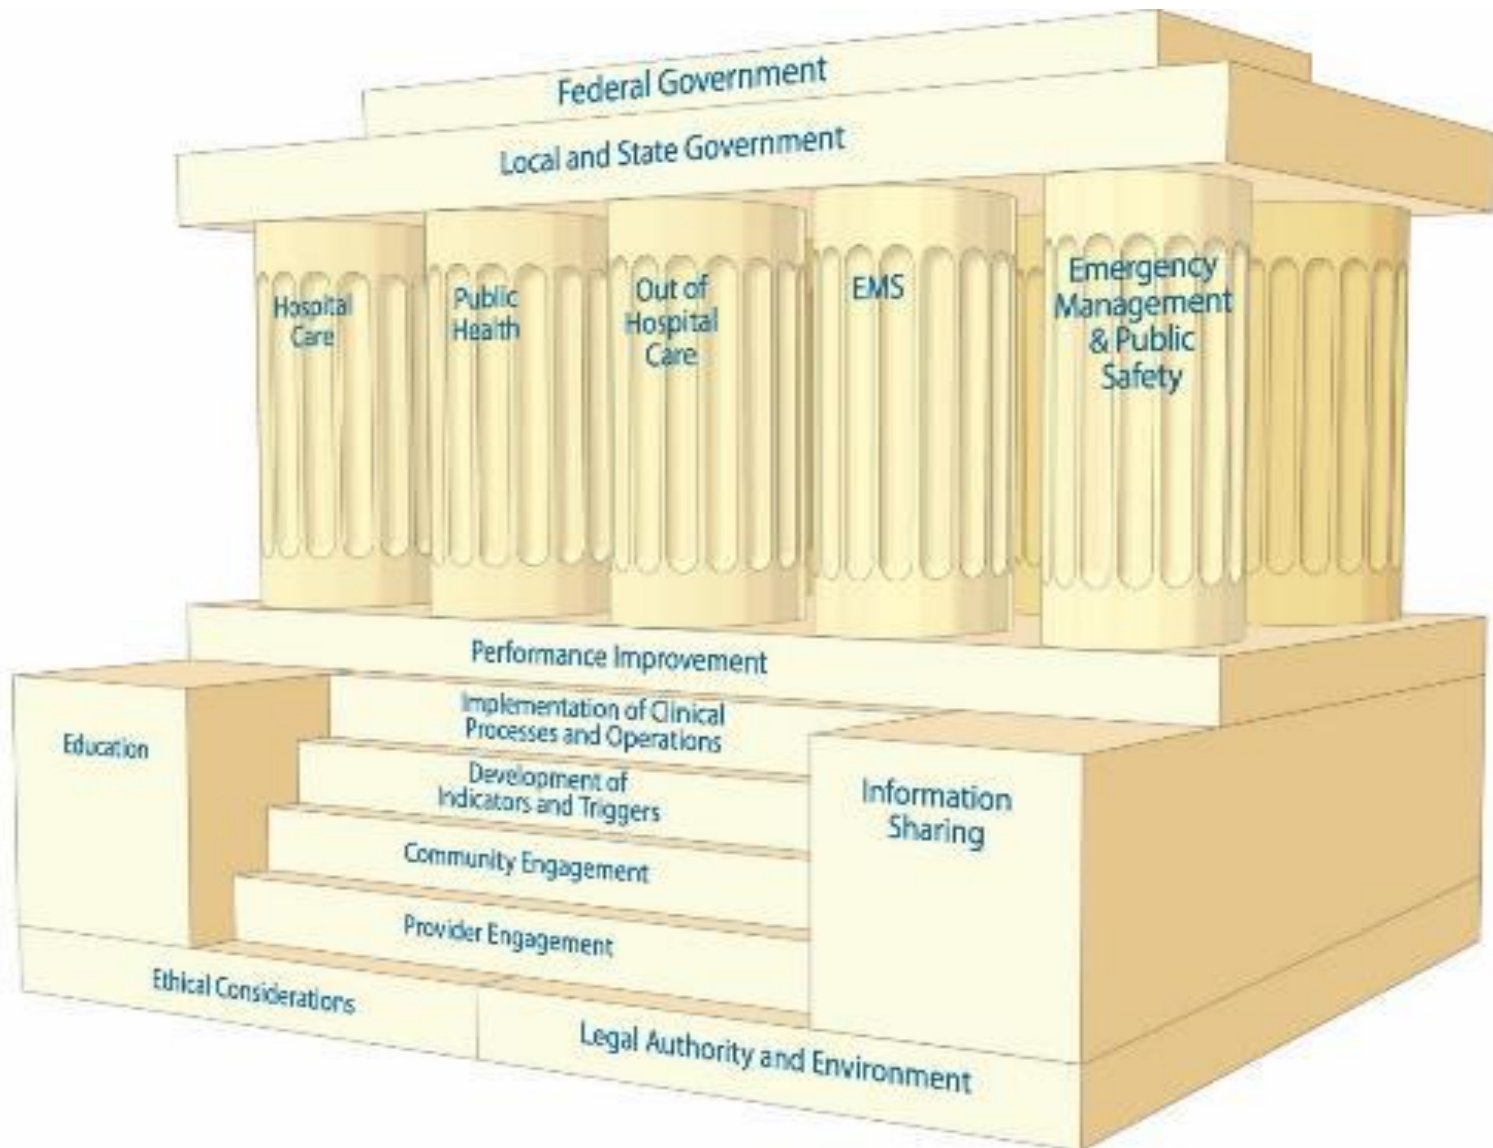 Federal Government
Local and State Government
Hospital
Care
Public
Health
Out of
Hospital
Care
EMS
Emergency
Management
& Public
Safety
Performance Improvement
Implementation of Clinical
Processes and Operations
Education
Development of
Indicators and Triggers
Information
Sharing
Community Engagement
Provider Engagement
Ethical Considerations
Legal Authority and Environment